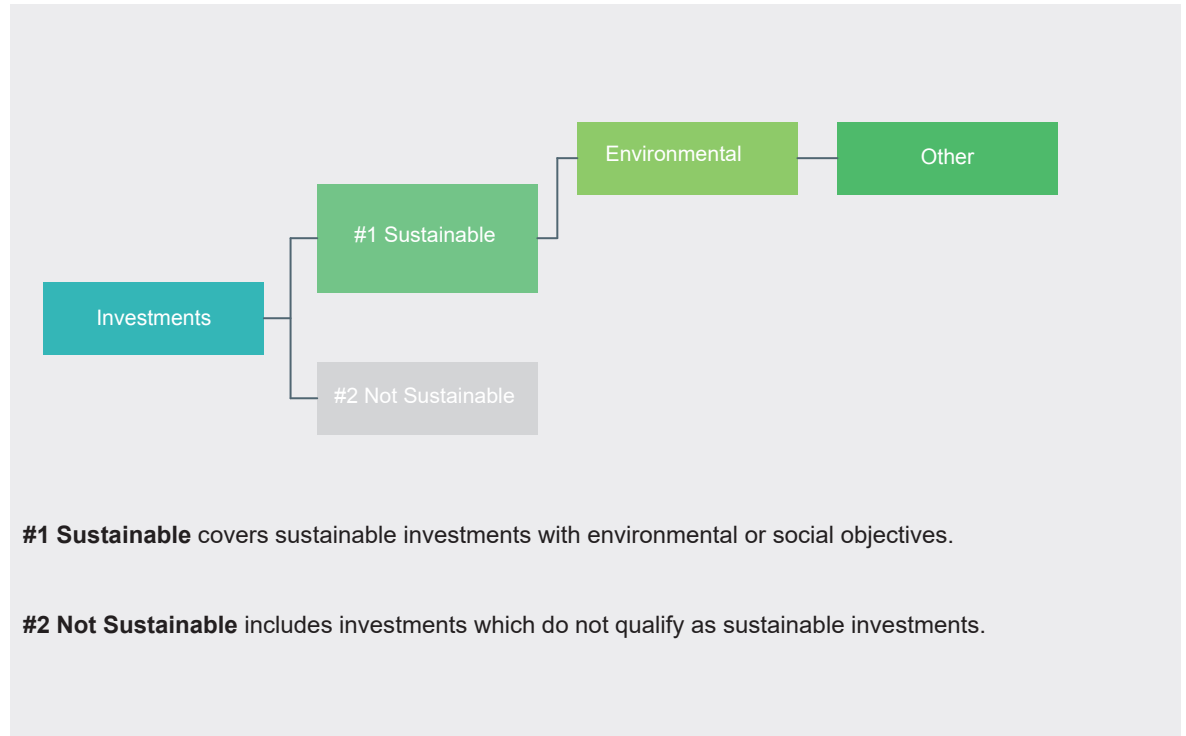 Environmental
Other
#1 Sustainable
Investments
#2 Not Sustainable
#1 Sustainable covers sustainable investments with environmental or social objectives.
#2 Not Sustainable includes investments which do not qualify as sustainable investments.